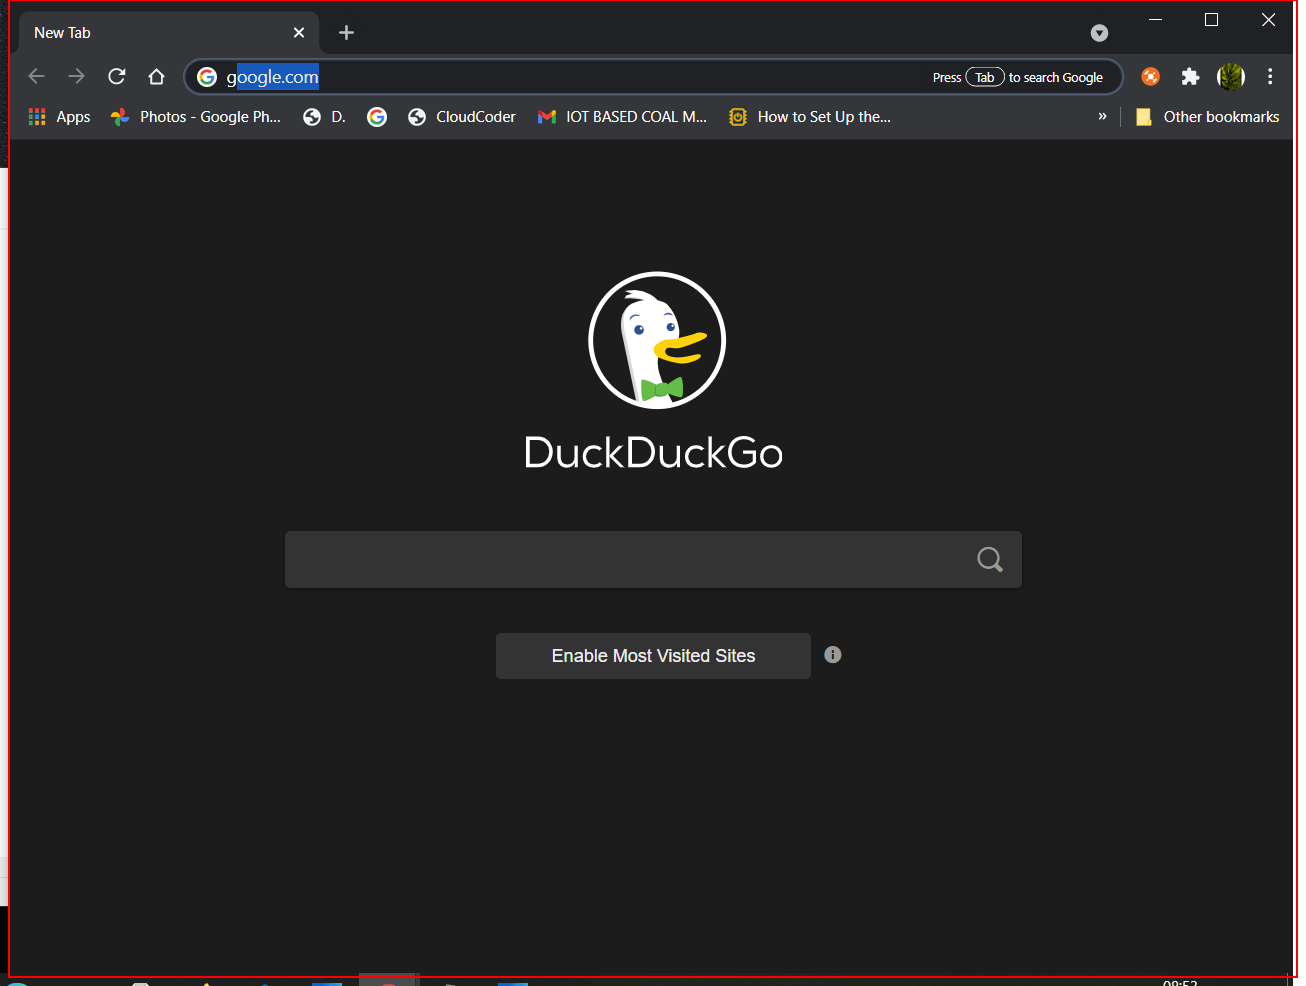 New Tab
google.com
Press Tab to search Google
Apps
Photos - Google Ph...
D.
CloudCoder
IOT BASED COAL M...
How to Set Up the...
»
Other bookmarks
DuckDuckGo
Enable Most Visited Sites